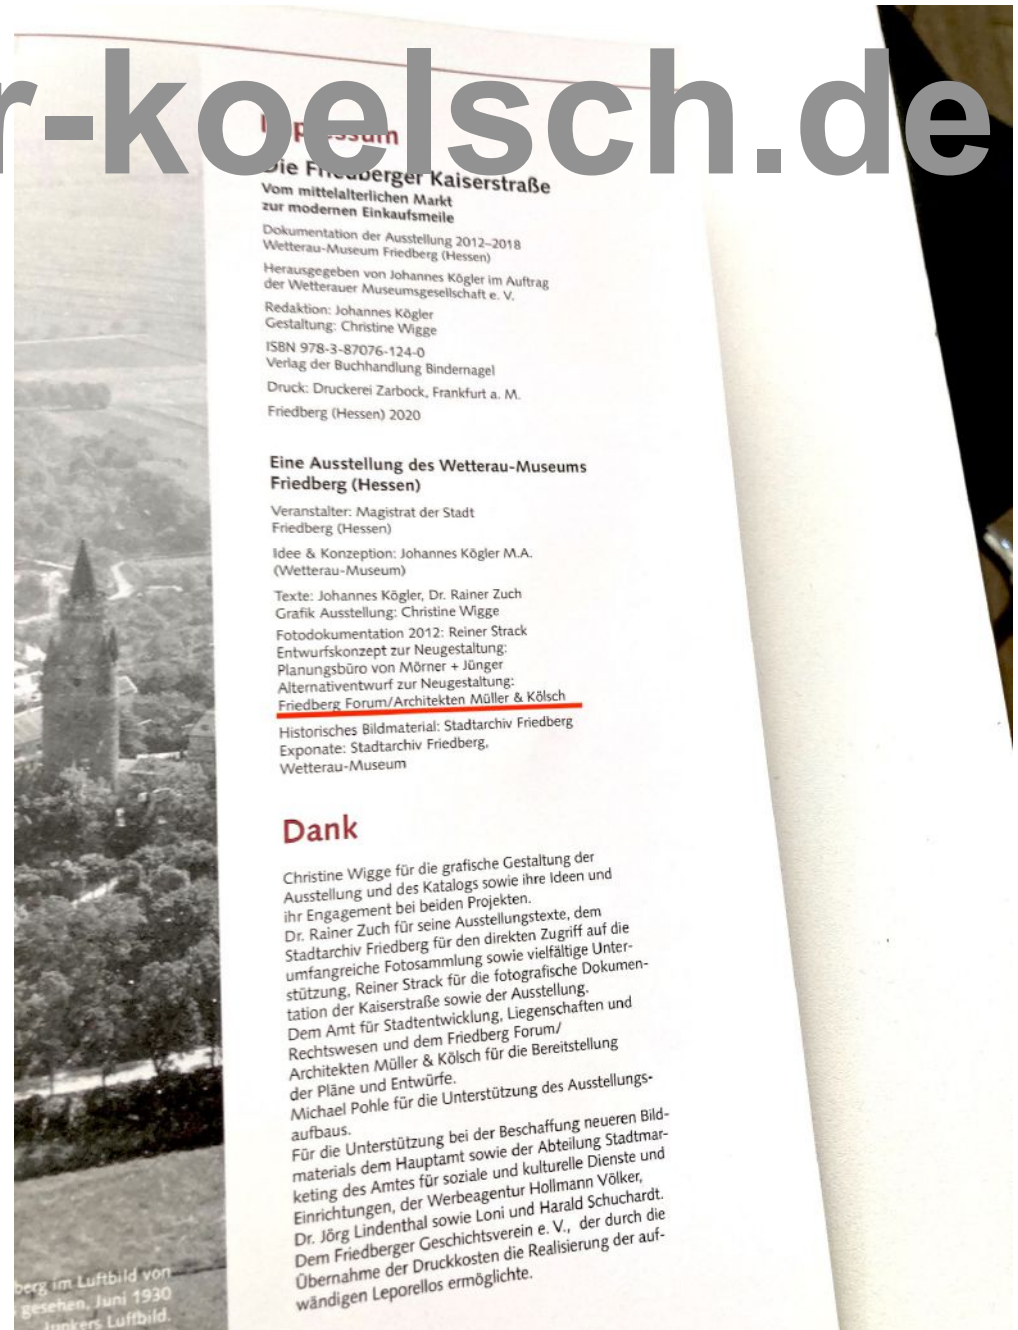 r-koelsch.de
Impressum
Die Friedberger Kaiserstraße
Vom mittelalterlichen Markt
zur modernen Einkaufsmeile
Dokumentation der Ausstellung 2012–2018
Wetterau-Museum Friedberg (Hessen)
Herausgegeben von Johannes Kögler im Auftrag
der Wetterauer Museumsgesellschaft e. V.
Redaktion: Johannes Kögler
Gestaltung: Christine Wigge
ISBN 978-3-87076-124-0
Verlag der Buchhandlung Bindernagel
Druck: Druckerei Zarbock, Frankfurt a. M.
Friedberg (Hessen) 2020
Eine Ausstellung des Wetterau-Museums
Friedberg (Hessen)
Veranstalter: Magistrat der Stadt
Friedberg (Hessen)
Idee & Konzeption: Johannes Kögler M.A.
(Wetterau-Museum)
Texte: Johannes Kögler, Dr. Rainer Zuch
Grafik Ausstellung: Christine Wigge
Fotodokumentation 2012: Reiner Strack
Entwurfskonzept zur Neugestaltung:
Planungsbüro von Mörner + Jünger
Alternativentwurf zur Neugestaltung:
Friedberg Forum/Architekten Müller & Kölsch
Historisches Bildmaterial: Stadtarchiv Friedberg
Exponate: Stadtarchiv Friedberg,
Wetterau-Museum
Dank
Christine Wigge für die grafische Gestaltung der
Ausstellung und des Katalogs sowie ihre Ideen und
ihr Engagement bei beiden Projekten.
Dr. Rainer Zuch für seine Ausstellungstexte, dem
Stadtarchiv Friedberg für den direkten Zugriff auf die
umfangreiche Fotosammlung sowie vielfältige Unter-
stützung, Reiner Strack für die fotografische Dokumen-
tation der Kaiserstraße sowie der Ausstellung.
Dem Amt für Stadtentwicklung, Liegenschaften und
Rechtswesen und dem Friedberg Forum/
Architekten Müller & Kölsch für die Bereitstellung
der Pläne und Entwürfe.
Michael Pohle für die Unterstützung des Ausstellungs-
aufbaus.
Für die Unterstützung bei der Beschaffung neueren Bild-
materials dem Hauptamt sowie der Abteilung Stadtmar-
keting des Amtes für soziale und kulturelle Dienste und
Einrichtungen, der Werbeagentur Hollmann Völker,
Dr. Jörg Lindenthal sowie Loni und Harald Schuchardt.
Dem Friedberger Geschichtsverein e. V., der durch die
Übernahme der Druckkosten die Realisierung der auf-
wändigen Leporellos ermöglichte.
berg im Luftbild von
gesehen, Juni 1930
Junkers Luftbild.